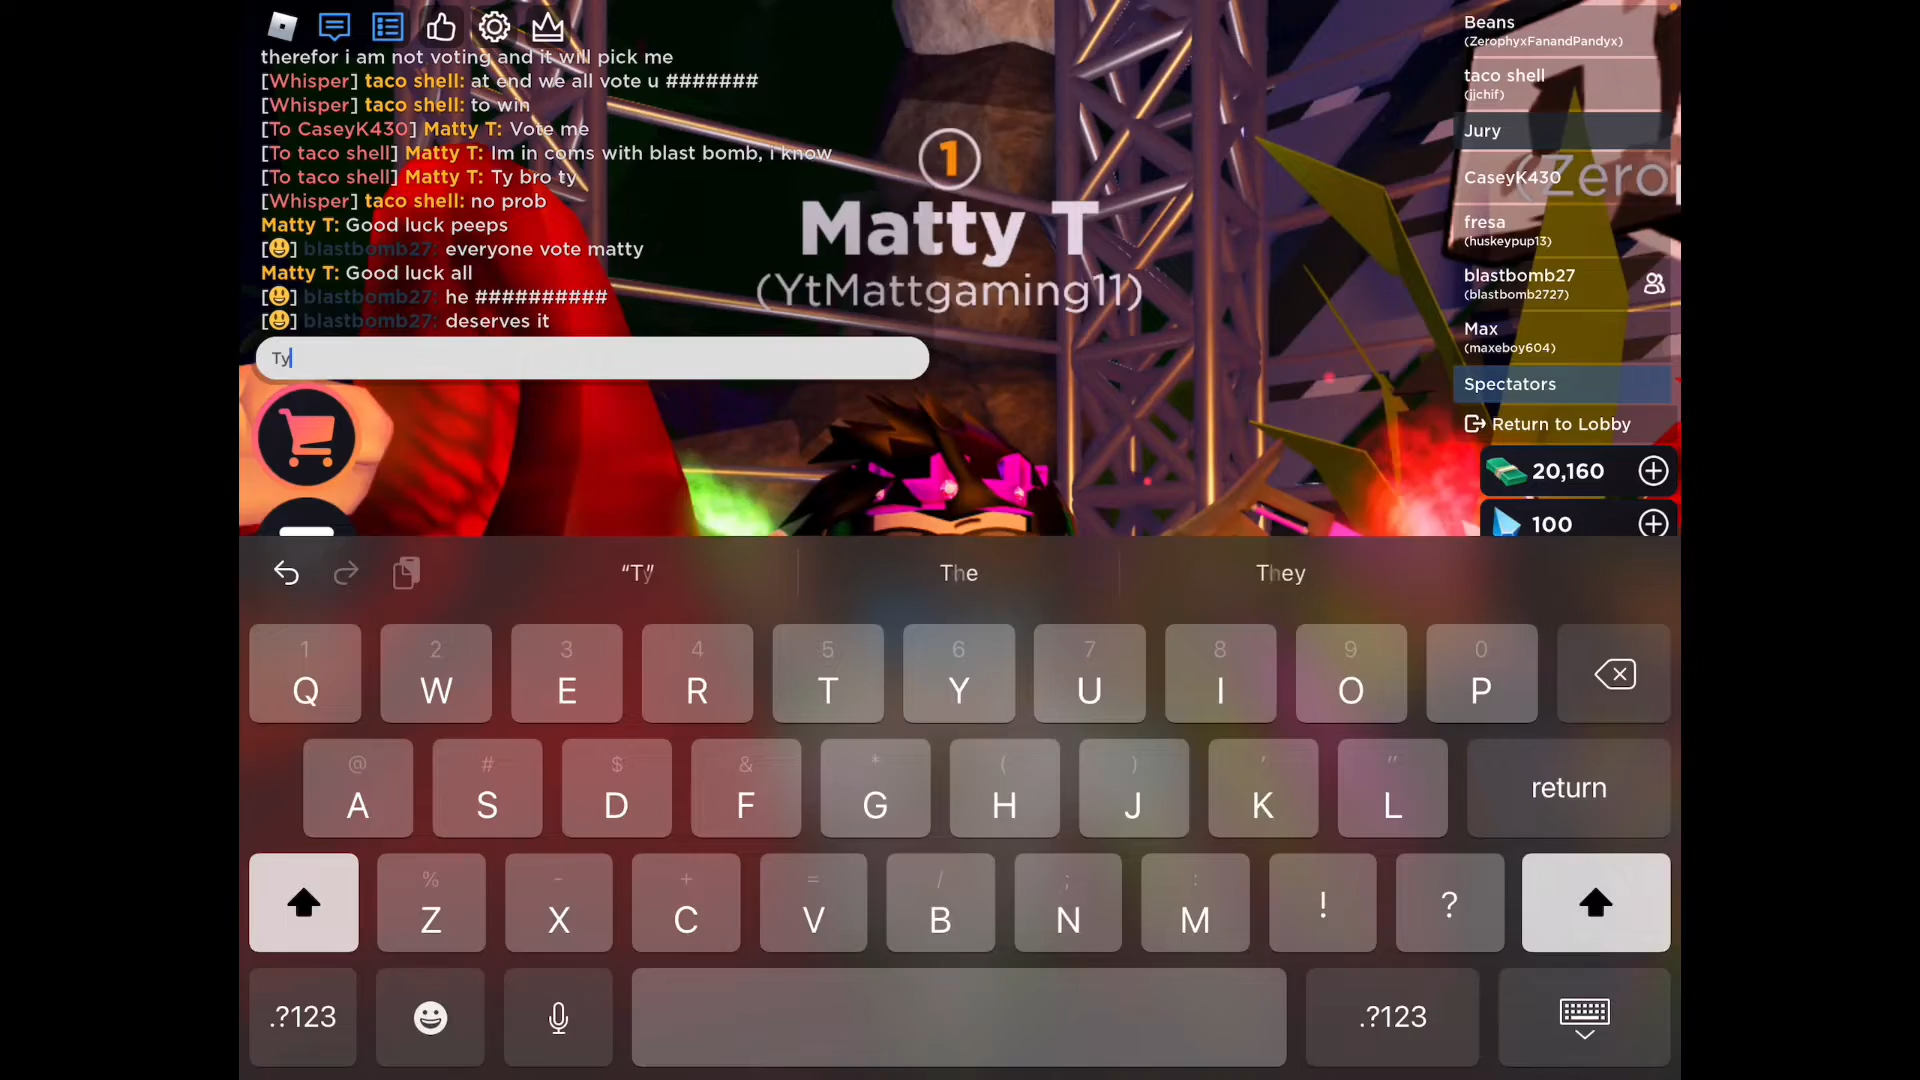 therefor i am not voting and it will pick me
[Whisper] taco shell: at end we all vote u #######
[Whisper] taco shell: to win
[To CaseyK430] Matty T: Vote me
[To taco shell] Matty T: Im in coms with blast bomb, i know
[To taco shell] Matty T: Ty bro ty
[Whisper] taco shell: no prob
Matty T: Good luck peeps
[😃] blastbomb27: everyone vote matty
Matty T: Good luck all
[😃] blastbomb27: he ##########
[😃] blastbomb27: deserves it
Ty
1
Matty T
(YtMattgaming11)
(Zerop
Beans
(ZerophyxFanandPandyx)
taco shell
(jjchif)
Jury
CaseyK430
fresa
(huskeypup13)
blastbomb27
(blastbomb2727)
Max
(maxeboy604)
Spectators
Return to Lobby
20,160
100
“Ty” The They
1 2 3 4 5 6 7 8 9 0
Q W E R T Y U I O P
@ # $ & * ( ) ' "
A S D F G H J K L return
% - + = / ; :
Z X C V B N M ! ?
.?123 .?123